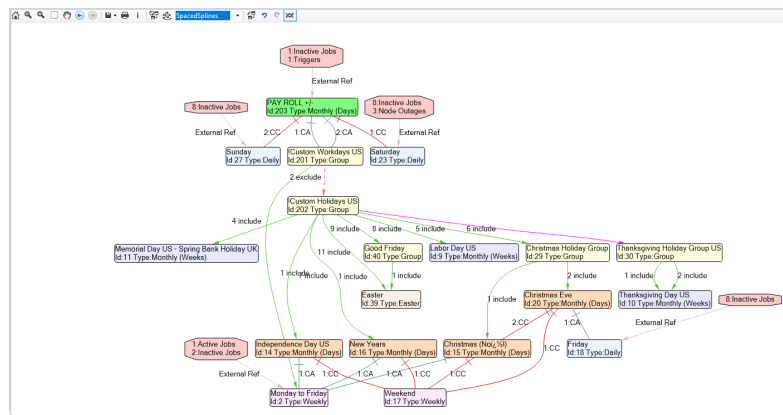 SpacedSplines
1:Inactive Jobs
1:Triggers
External Ref
8:Inactive Jobs
PAY ROLL +/-
Id:203 Type:Monthly (Days)
8:Inactive Jobs
3:Node Outages
External Ref
2:CC
1:CA
2:CA
1:CC
External Ref
Sunday
Id:27 Type:Daily
!Custom Workdays US
Id:201 Type:Group
Saturday
Id:23 Type:Daily
2 exclude
!Custom Holidays US
Id:202 Type:Group
4 include
9 include
8 include
5 include
6 include
11 include
Memorial Day US - Spring Bank Holiday UK
Id:11 Type:Monthly (Weeks)
Good Friday
Id:40 Type:Group
Labor Day US
Id:9 Type:Monthly (Weeks)
Christmas Holiday Group
Id:29 Type:Group
Thanksgiving Holiday Group US
Id:30 Type:Group
1 include
1 include
1 include
2 include
1 include
2 include
Easter
Id:39 Type:Easter
Christmas Eve
Id:20 Type:Monthly (Days)
Thanksgiving Day US
Id:10 Type:Monthly (Weeks)
8:Inactive Jobs
1 include
2:CC
1:CA
External Ref
1:Active Jobs
2:Inactive Jobs
Independence Day US
Id:14 Type:Monthly (Days)
New Years
Id:16 Type:Monthly (Days)
Christmas (Noï¿½l)
Id:15 Type:Monthly (Days)
Friday
Id:18 Type:Daily
1:CC
External Ref
1:CA
1:CC
1:CA
1:CC
1:CA
1:CC
Monday to Friday
Id:2 Type:Weekly
Weekend
Id:17 Type:Weekly